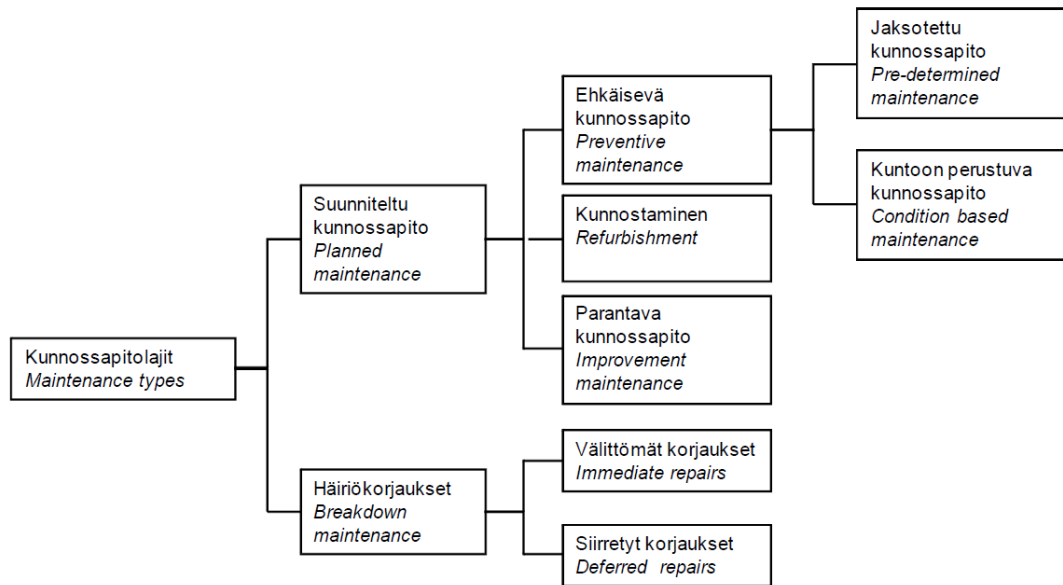 Kunnossapitolajit
Maintenance types
Suunniteltu
kunnossapito
Planned
maintenance
Häiriökorjaukset
Breakdown
maintenance
Ehkäisevä
kunnossapito
Preventive
maintenance
Kunnostaminen
Refurbishment
Parantava
kunnossapito
Improvement
maintenance
Välittömät korjaukset
Immediate repairs
Siirretyt korjaukset
Deferred repairs
Jaksotettu
kunnossapito
Pre-determined
maintenance
Kuntoon perustuva
kunnossapito
Condition based
maintenance